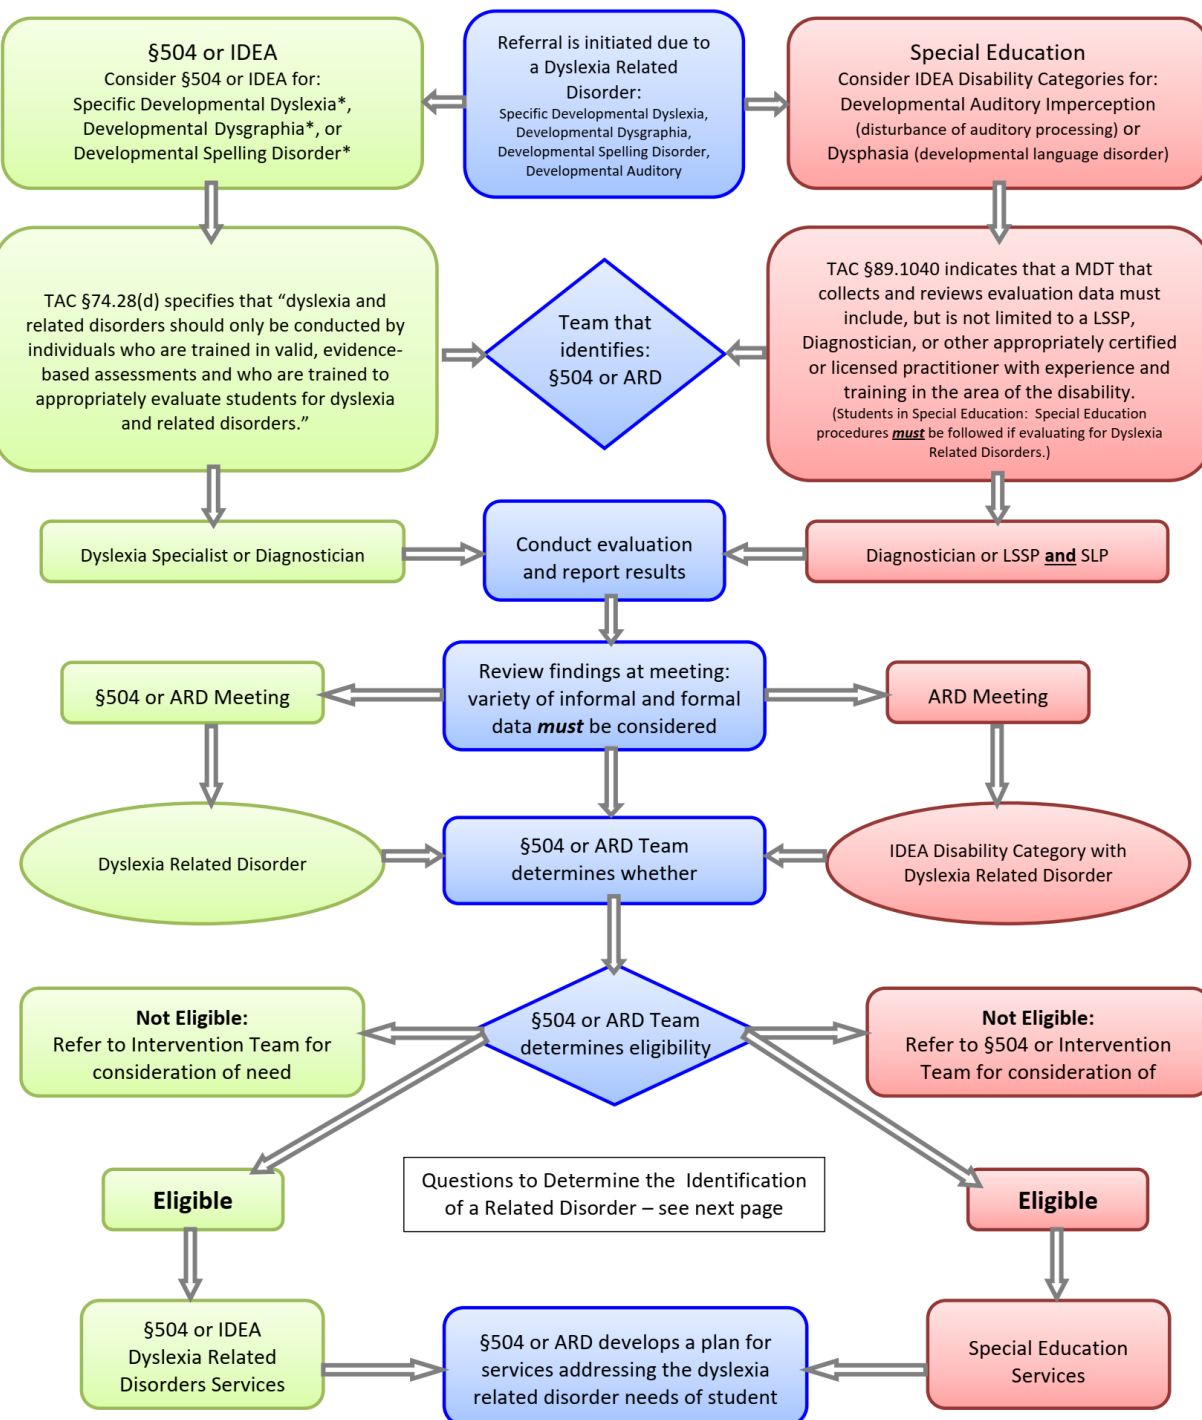 §504 or IDEA
Consider §504 or IDEA for:
Specific Developmental Dyslexia*,
Developmental Dysgraphia*, or
Developmental Spelling Disorder*
Referral is initiated due to
a Dyslexia Related
Disorder:
Specific Developmental Dyslexia,
Developmental Dysgraphia,
Developmental Spelling Disorder,
Developmental Auditory
Special Education
Consider IDEA Disability Categories for:
Developmental Auditory Imperception
(disturbance of auditory processing) or
Dysphasia (developmental language disorder)
TAC §74.28(d) specifies that “dyslexia and
related disorders should only be conducted by
individuals who are trained in valid, evidence-
based assessments and who are trained to
appropriately evaluate students for dyslexia
and related disorders.”
Team that
identifies:
§504 or ARD
TAC §89.1040 indicates that a MDT that
collects and reviews evaluation data must
include, but is not limited to a LSSP,
Diagnostician, or other appropriately certified
or licensed practitioner with experience and
training in the area of the disability.
(Students in Special Education:  Special Education
procedures must be followed if evaluating for Dyslexia
Related Disorders.)
Dyslexia Specialist or Diagnostician
Conduct evaluation
and report results
Diagnostician or LSSP and SLP
§504 or ARD Meeting
Review findings at meeting:
variety of informal and formal
data must be considered
ARD Meeting
Dyslexia Related Disorder
§504 or ARD Team
determines whether
IDEA Disability Category with
Dyslexia Related Disorder
Not Eligible:
Refer to Intervention Team for
consideration of need
§504 or ARD Team
determines eligibility
Not Eligible:
Refer to §504 or Intervention
Team for consideration of
Eligible
Questions to Determine the  Identification
of a Related Disorder – see next page
Eligible
§504 or IDEA
Dyslexia Related
Disorders Services
§504 or ARD develops a plan for
services addressing the dyslexia
related disorder needs of student
Special Education
Services